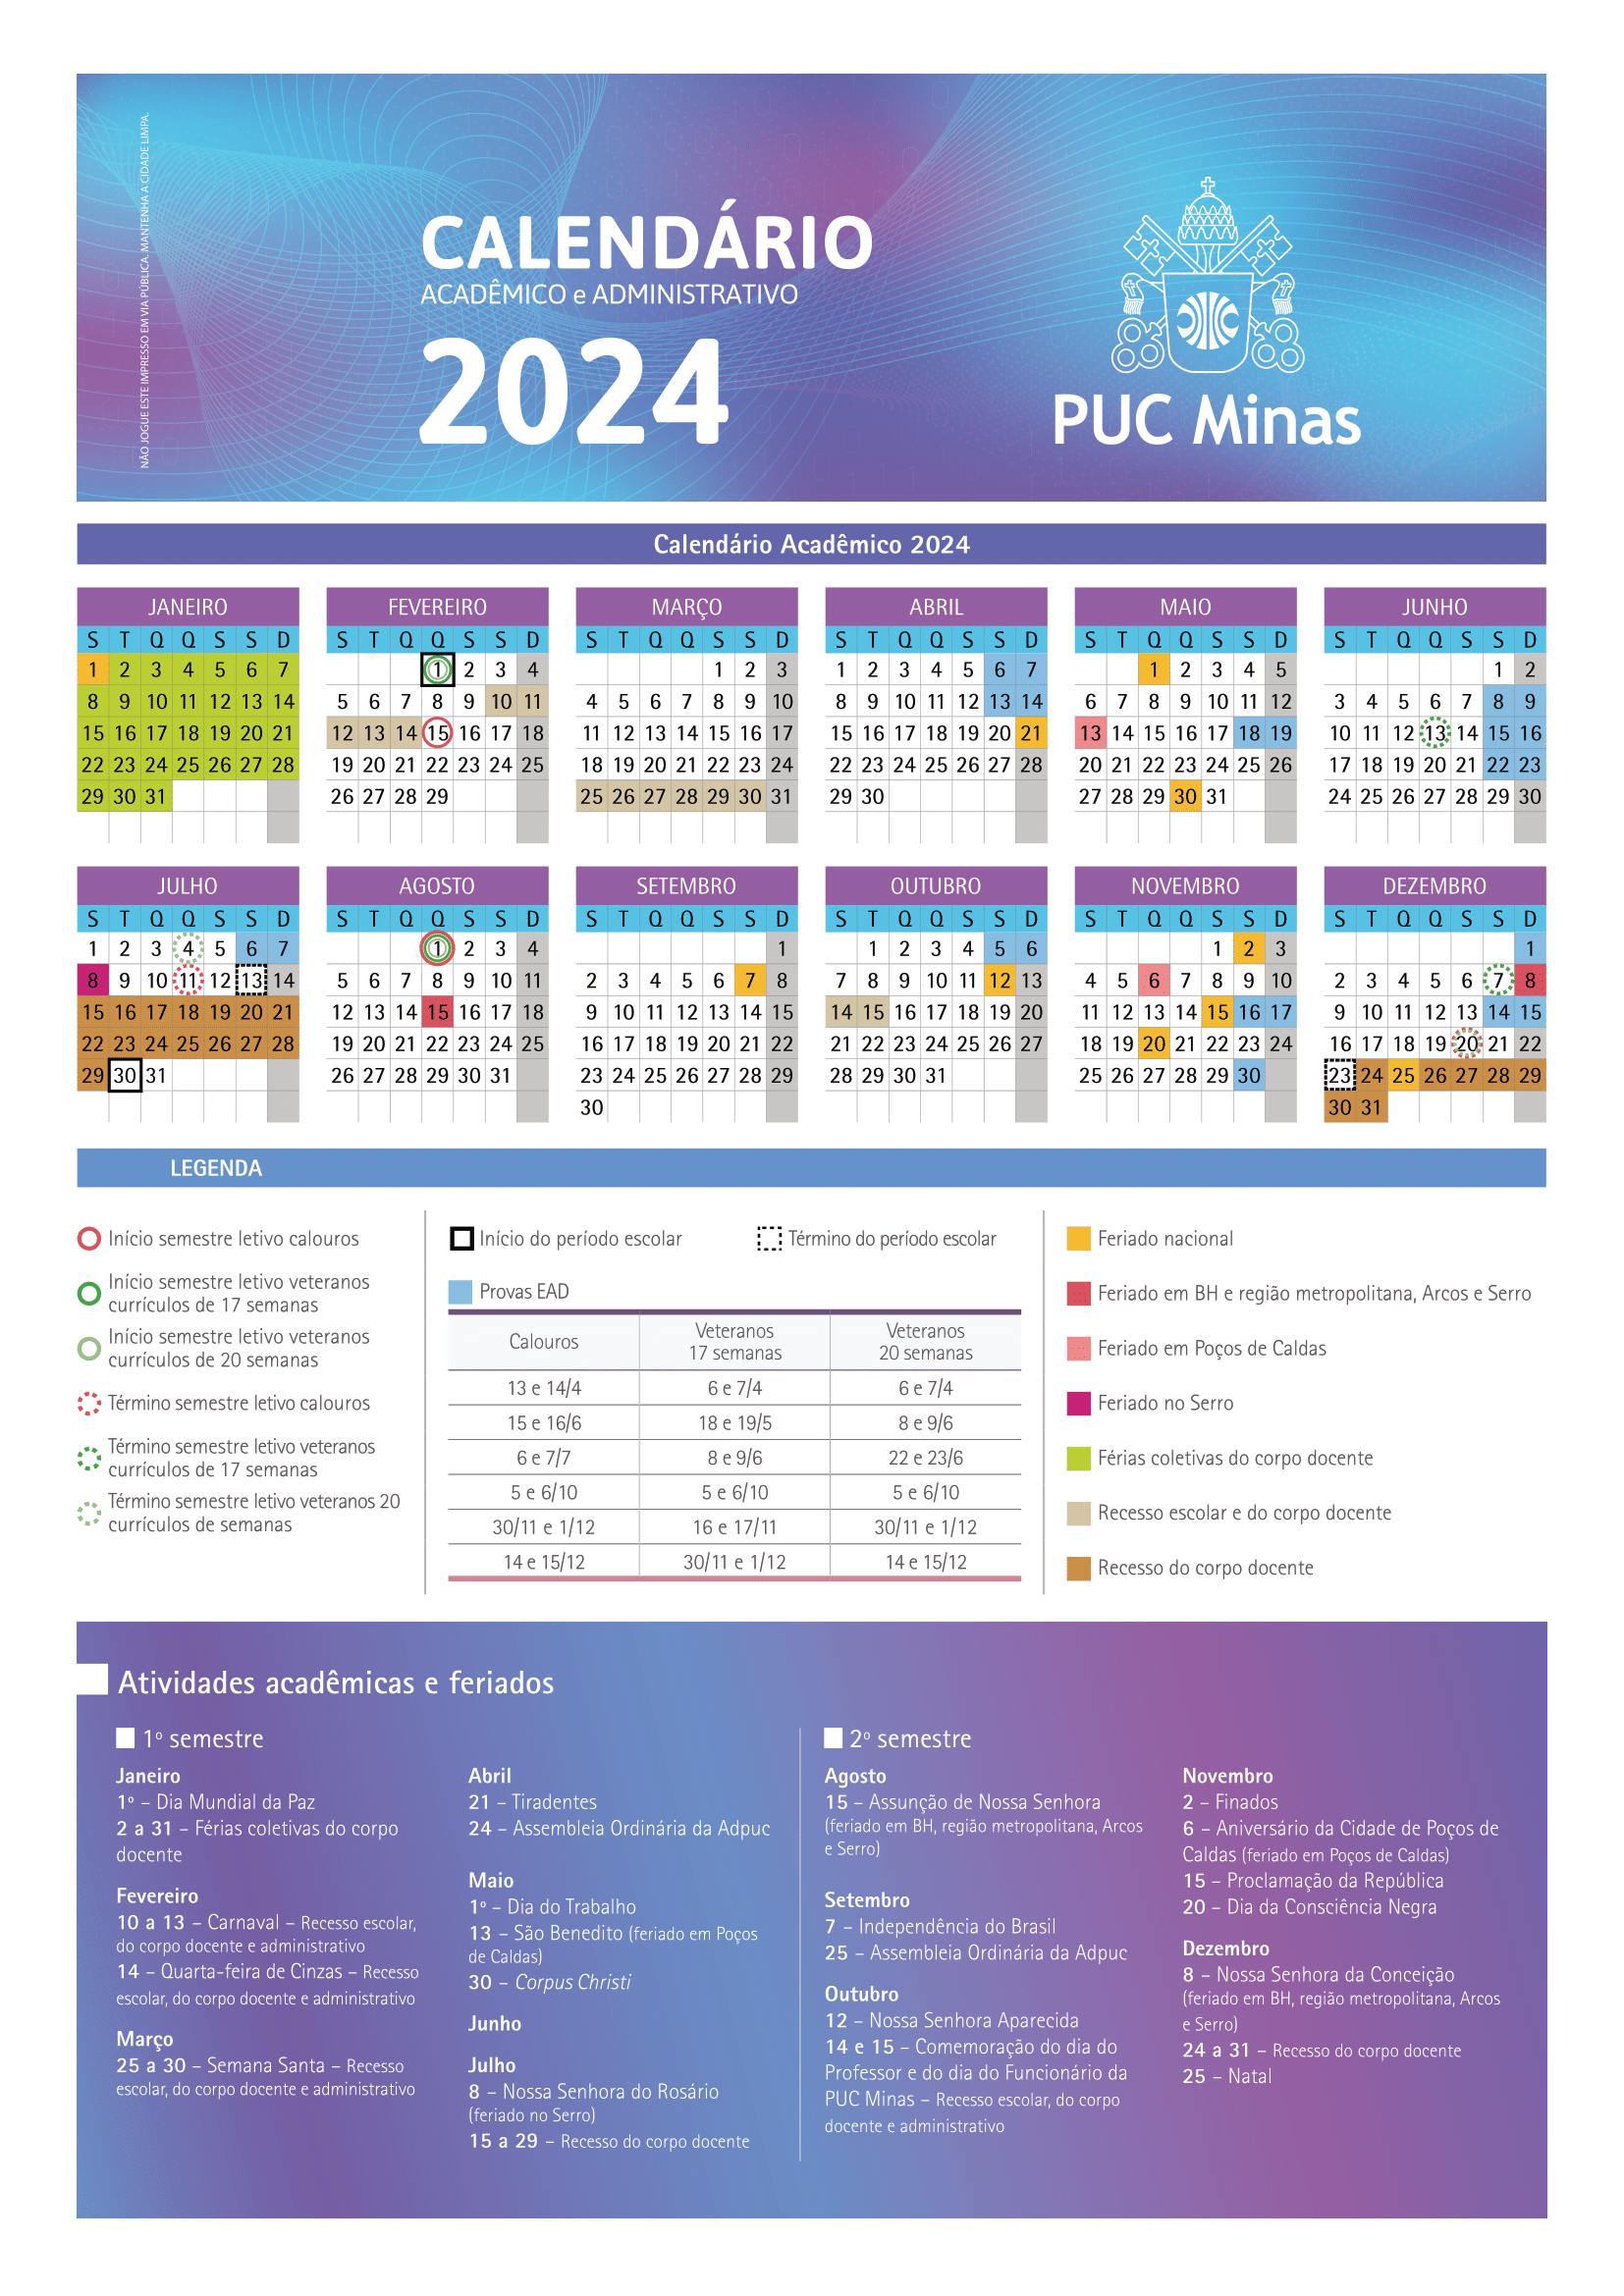 NÃO JOGUE ESTE IMPRESSO EM VIA PÚBLICA. MANTENHA A CIDADE LIMPA.
CALENDÁRIO
ACADÊMICO e ADMINISTRATIVO
2024
PUC Minas
Calendário Acadêmico 2024
JANEIRO
S T Q Q S S D
1 2 3 4 5 6 7
8 9 10 11 12 13 14
15 16 17 18 19 20 21
22 23 24 25 26 27 28
29 30 31
FEVEREIRO
S T Q Q S S D
1 2 3 4
5 6 7 8 9 10 11
12 13 14 15 16 17 18
19 20 21 22 23 24 25
26 27 28 29
MARÇO
S T Q Q S S D
1 2 3
4 5 6 7 8 9 10
11 12 13 14 15 16 17
18 19 20 21 22 23 24
25 26 27 28 29 30 31
ABRIL
S T Q Q S S D
1 2 3 4 5 6 7
8 9 10 11 12 13 14
15 16 17 18 19 20 21
22 23 24 25 26 27 28
29 30
MAIO
S T Q Q S S D
1 2 3 4 5
6 7 8 9 10 11 12
13 14 15 16 17 18 19
20 21 22 23 24 25 26
27 28 29 30 31
JUNHO
S T Q Q S S D
1 2
3 4 5 6 7 8 9
10 11 12 13 14 15 16
17 18 19 20 21 22 23
24 25 26 27 28 29 30
JULHO
S T Q Q S S D
1 2 3 4 5 6 7
8 9 10 11 12 13 14
15 16 17 18 19 20 21
22 23 24 25 26 27 28
29 30 31
AGOSTO
S T Q Q S S D
1 2 3 4
5 6 7 8 9 10 11
12 13 14 15 16 17 18
19 20 21 22 23 24 25
26 27 28 29 30 31
SETEMBRO
S T Q Q S S D
1
2 3 4 5 6 7 8
9 10 11 12 13 14 15
16 17 18 19 20 21 22
23 24 25 26 27 28 29
30
OUTUBRO
S T Q Q S S D
1 2 3 4 5 6
7 8 9 10 11 12 13
14 15 16 17 18 19 20
21 22 23 24 25 26 27
28 29 30 31
NOVEMBRO
S T Q Q S S D
1 2 3
4 5 6 7 8 9 10
11 12 13 14 15 16 17
18 19 20 21 22 23 24
25 26 27 28 29 30
DEZEMBRO
S T Q Q S S D
1
2 3 4 5 6 7 8
9 10 11 12 13 14 15
16 17 18 19 20 21 22
23 24 25 26 27 28 29
30 31
LEGENDA
Início semestre letivo calouros
Início semestre letivo veteranos
currículos de 17 semanas
Início semestre letivo veteranos
currículos de 20 semanas
Término semestre letivo calouros
Término semestre letivo veteranos
currículos de 17 semanas
Término semestre letivo veteranos 20
currículos de semanas
Início do período escolar
Término do período escolar
Provas EAD
Calouros
Veteranos
17 semanas
Veteranos
20 semanas
13 e 14/4 6 e 7/4 6 e 7/4
15 e 16/6 18 e 19/5 8 e 9/6
6 e 7/7 8 e 9/6 22 e 23/6
5 e 6/10 5 e 6/10 5 e 6/10
30/11 e 1/12 16 e 17/11 30/11 e 1/12
14 e 15/12 30/11 e 1/12 14 e 15/12
Feriado nacional
Feriado em BH e região metropolitana, Arcos e Serro
Feriado em Poços de Caldas
Feriado no Serro
Férias coletivas do corpo docente
Recesso escolar e do corpo docente
Recesso do corpo docente
Atividades acadêmicas e feriados
1º semestre
Janeiro
1º – Dia Mundial da Paz
2 a 31 – Férias coletivas do corpo
docente
Fevereiro
10 a 13 – Carnaval – Recesso escolar,
do corpo docente e administrativo
14 – Quarta-feira de Cinzas – Recesso
escolar, do corpo docente e administrativo
Março
25 a 30 – Semana Santa – Recesso
escolar, do corpo docente e administrativo
Abril
21 – Tiradentes
24 – Assembleia Ordinária da Adpuc
Maio
1º – Dia do Trabalho
13 – São Benedito (feriado em Poços
de Caldas)
30 – Corpus Christi
Junho
Julho
8 – Nossa Senhora do Rosário
(feriado no Serro)
15 a 29 – Recesso do corpo docente
2º semestre
Agosto
15 – Assunção de Nossa Senhora
(feriado em BH, região metropolitana, Arcos
e Serro)
Setembro
7 – Independência do Brasil
25 – Assembleia Ordinária da Adpuc
Outubro
12 – Nossa Senhora Aparecida
14 e 15 – Comemoração do dia do
Professor e do dia do Funcionário da
PUC Minas – Recesso escolar, do corpo
docente e administrativo
Novembro
2 – Finados
6 – Aniversário da Cidade de Poços de
Caldas (feriado em Poços de Caldas)
15 – Proclamação da República
20 – Dia da Consciência Negra
Dezembro
8 – Nossa Senhora da Conceição
(feriado em BH, região metropolitana, Arcos
e Serro)
24 a 31 – Recesso do corpo docente
25 – Natal